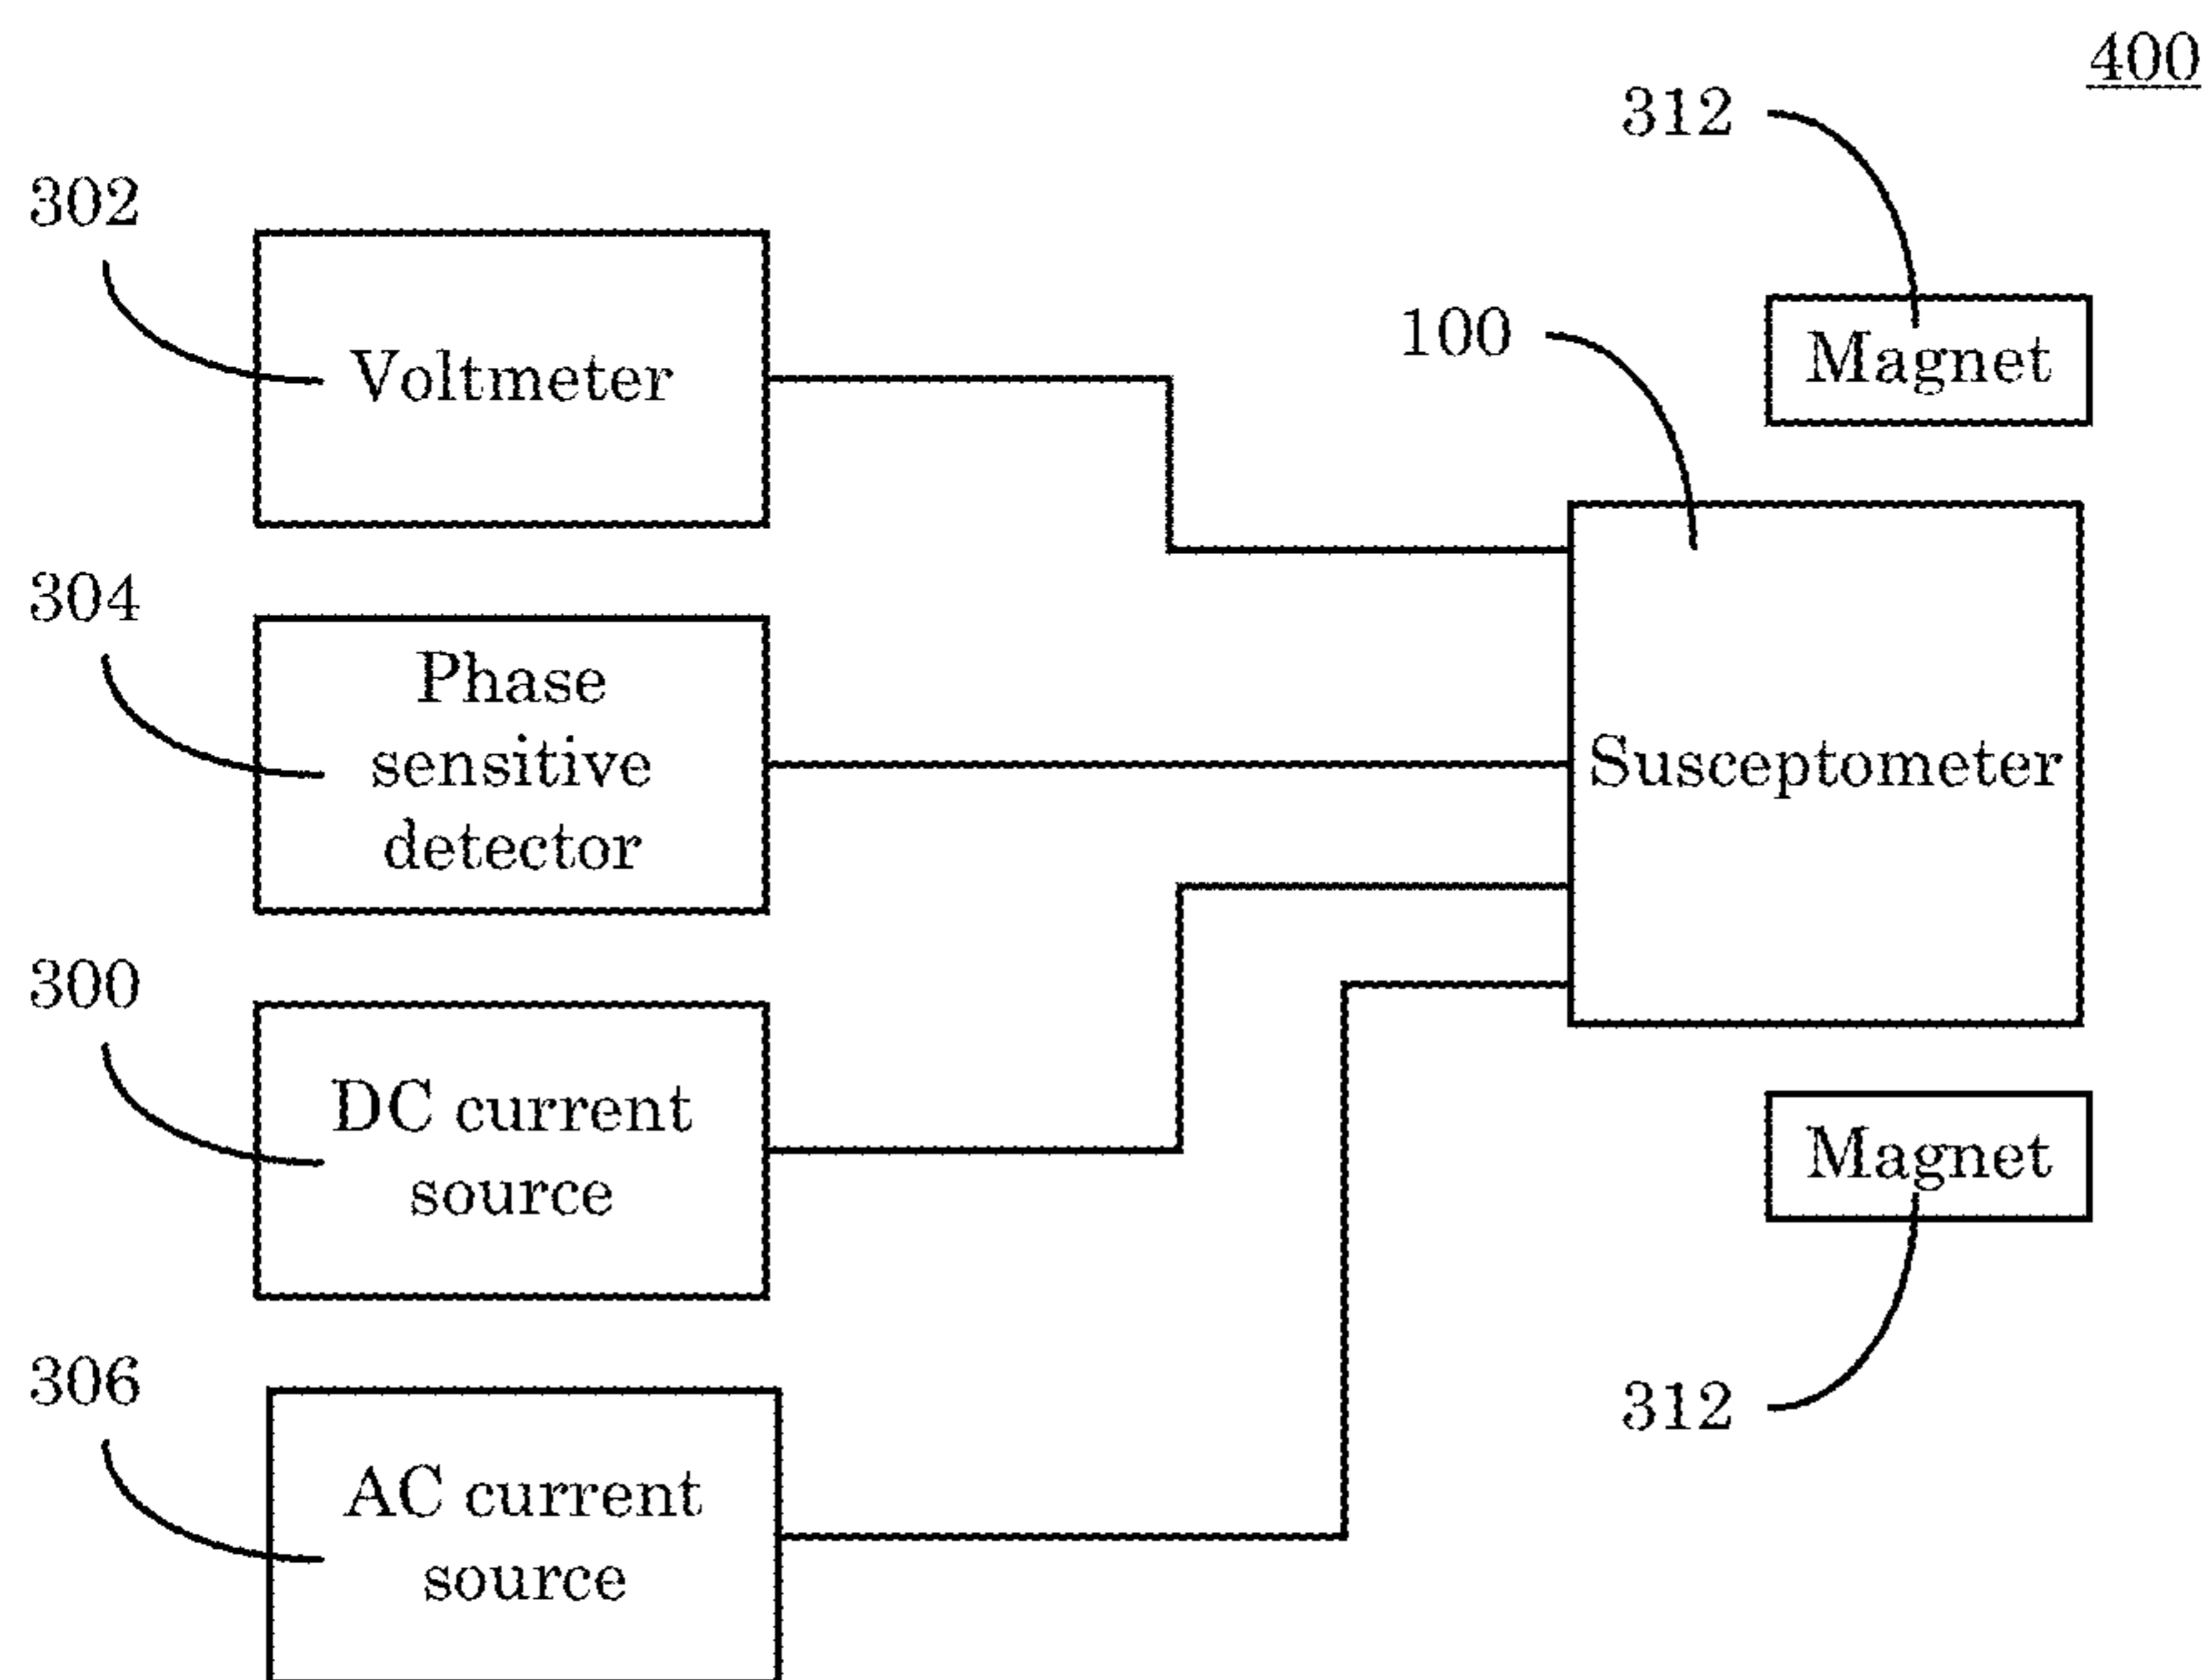 400
312
302
Magnet
100
Voltmeter
304
Phase
sensitive
detector
Susceptometer
300
DC current
source
Magnet
312
306
AC current
source